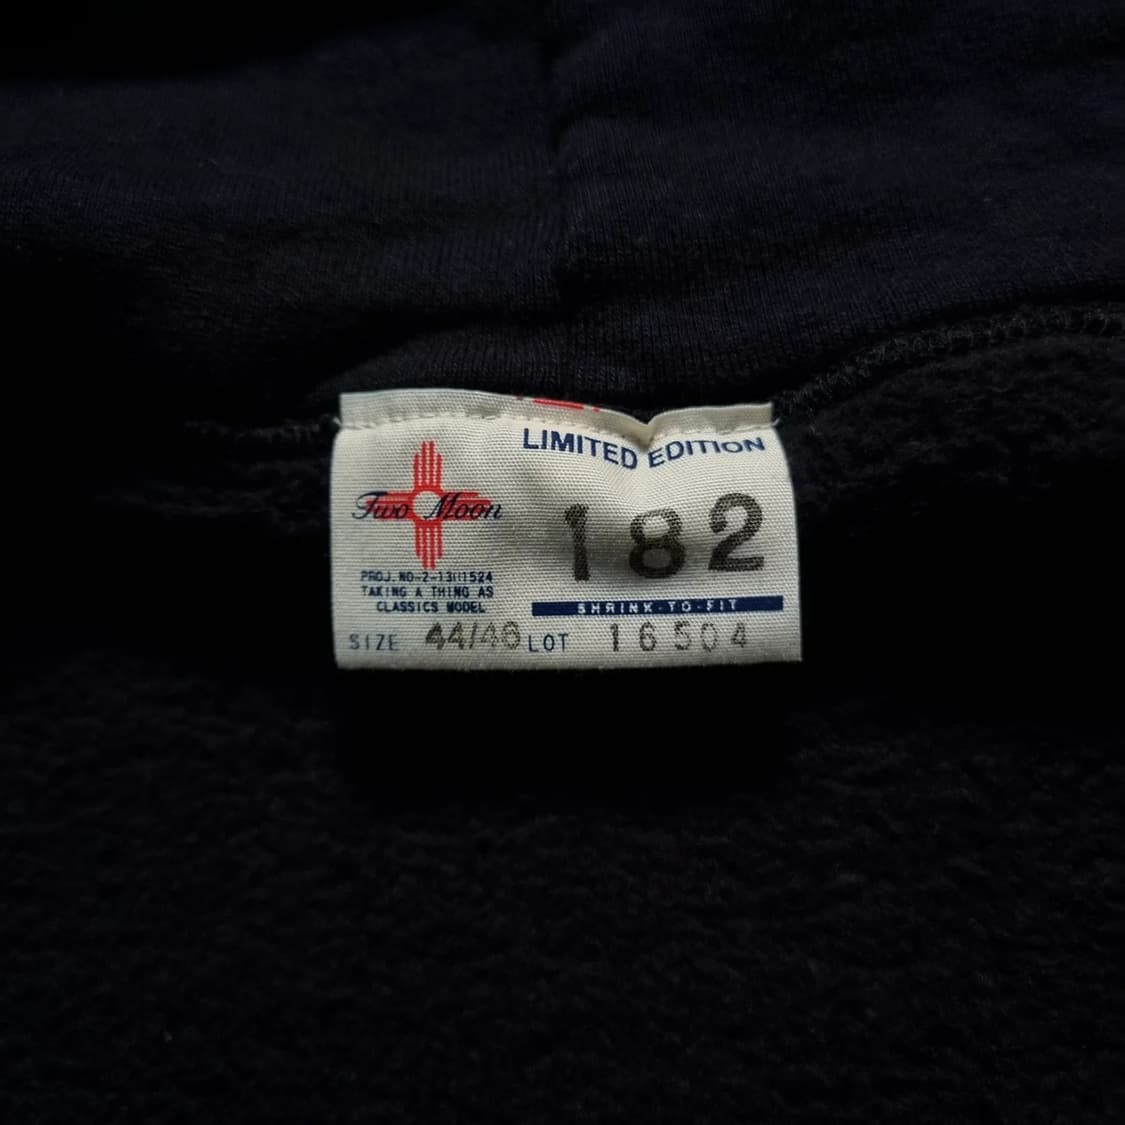 Two Moon
PROJ.NO-2-13111524
TAKING A THING AS
CLASSICS MODEL
LIMITED EDITION
182
SHRINK-TO-FIT
SIZE 44/46 LOT 16504